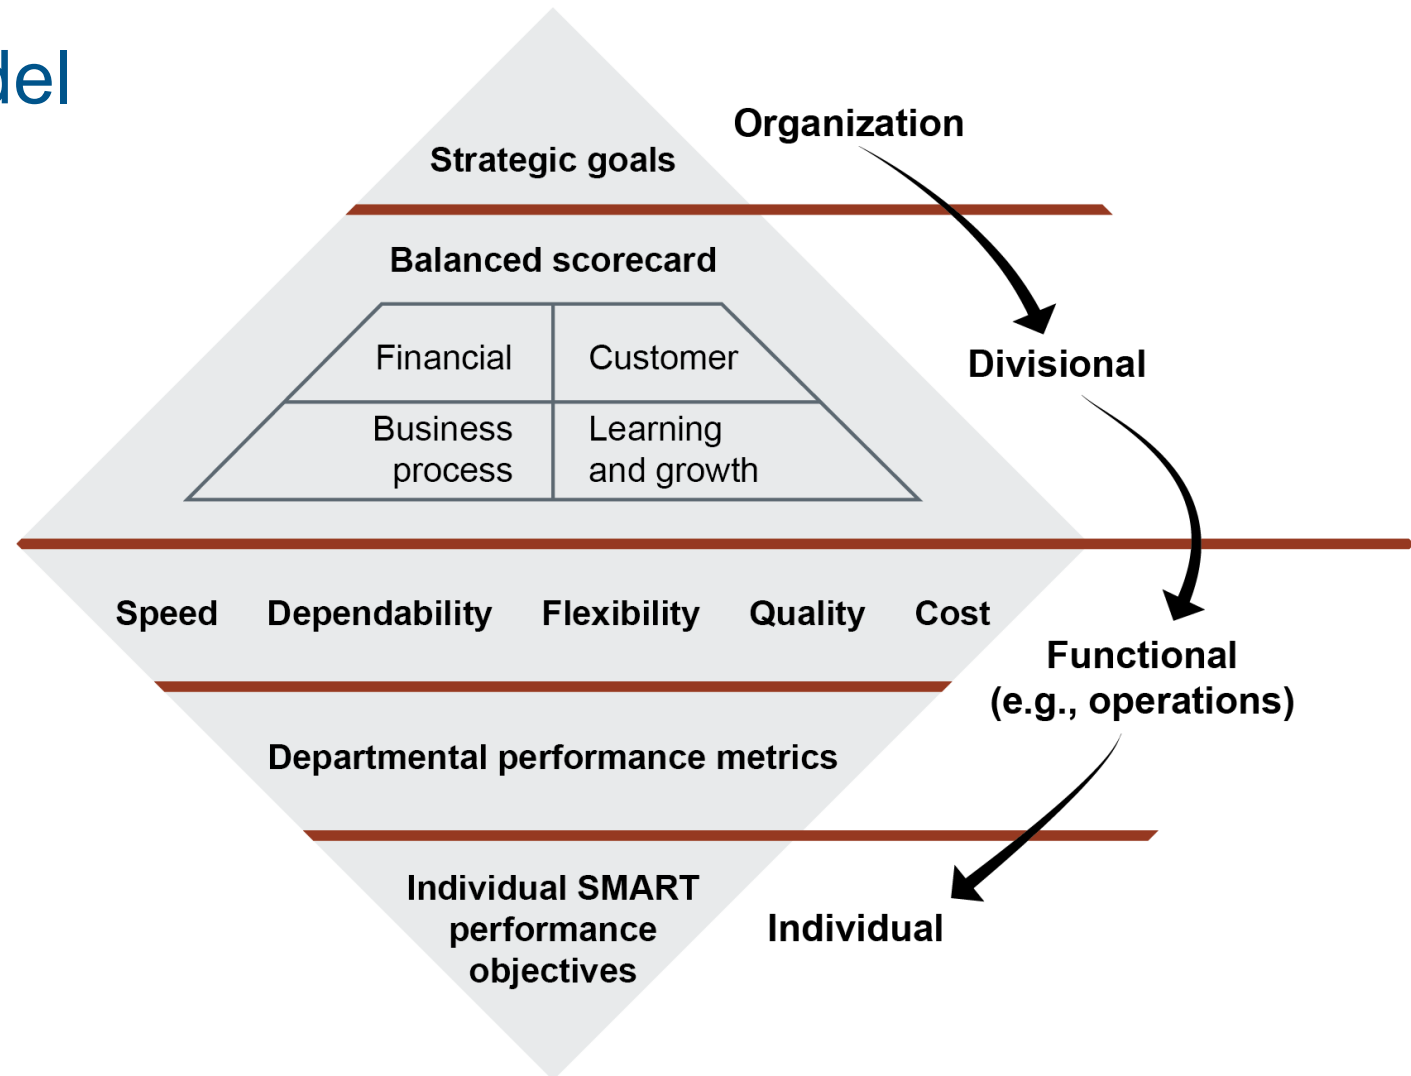 del
Organization
Strategic goals
Balanced scorecard
Financial
Customer
Divisional
Business
process
Learning
and growth
Speed Dependability Flexibility Quality Cost
Functional
(e.g., operations)
Departmental performance metrics
Individual SMART
performance
objectives
Individual